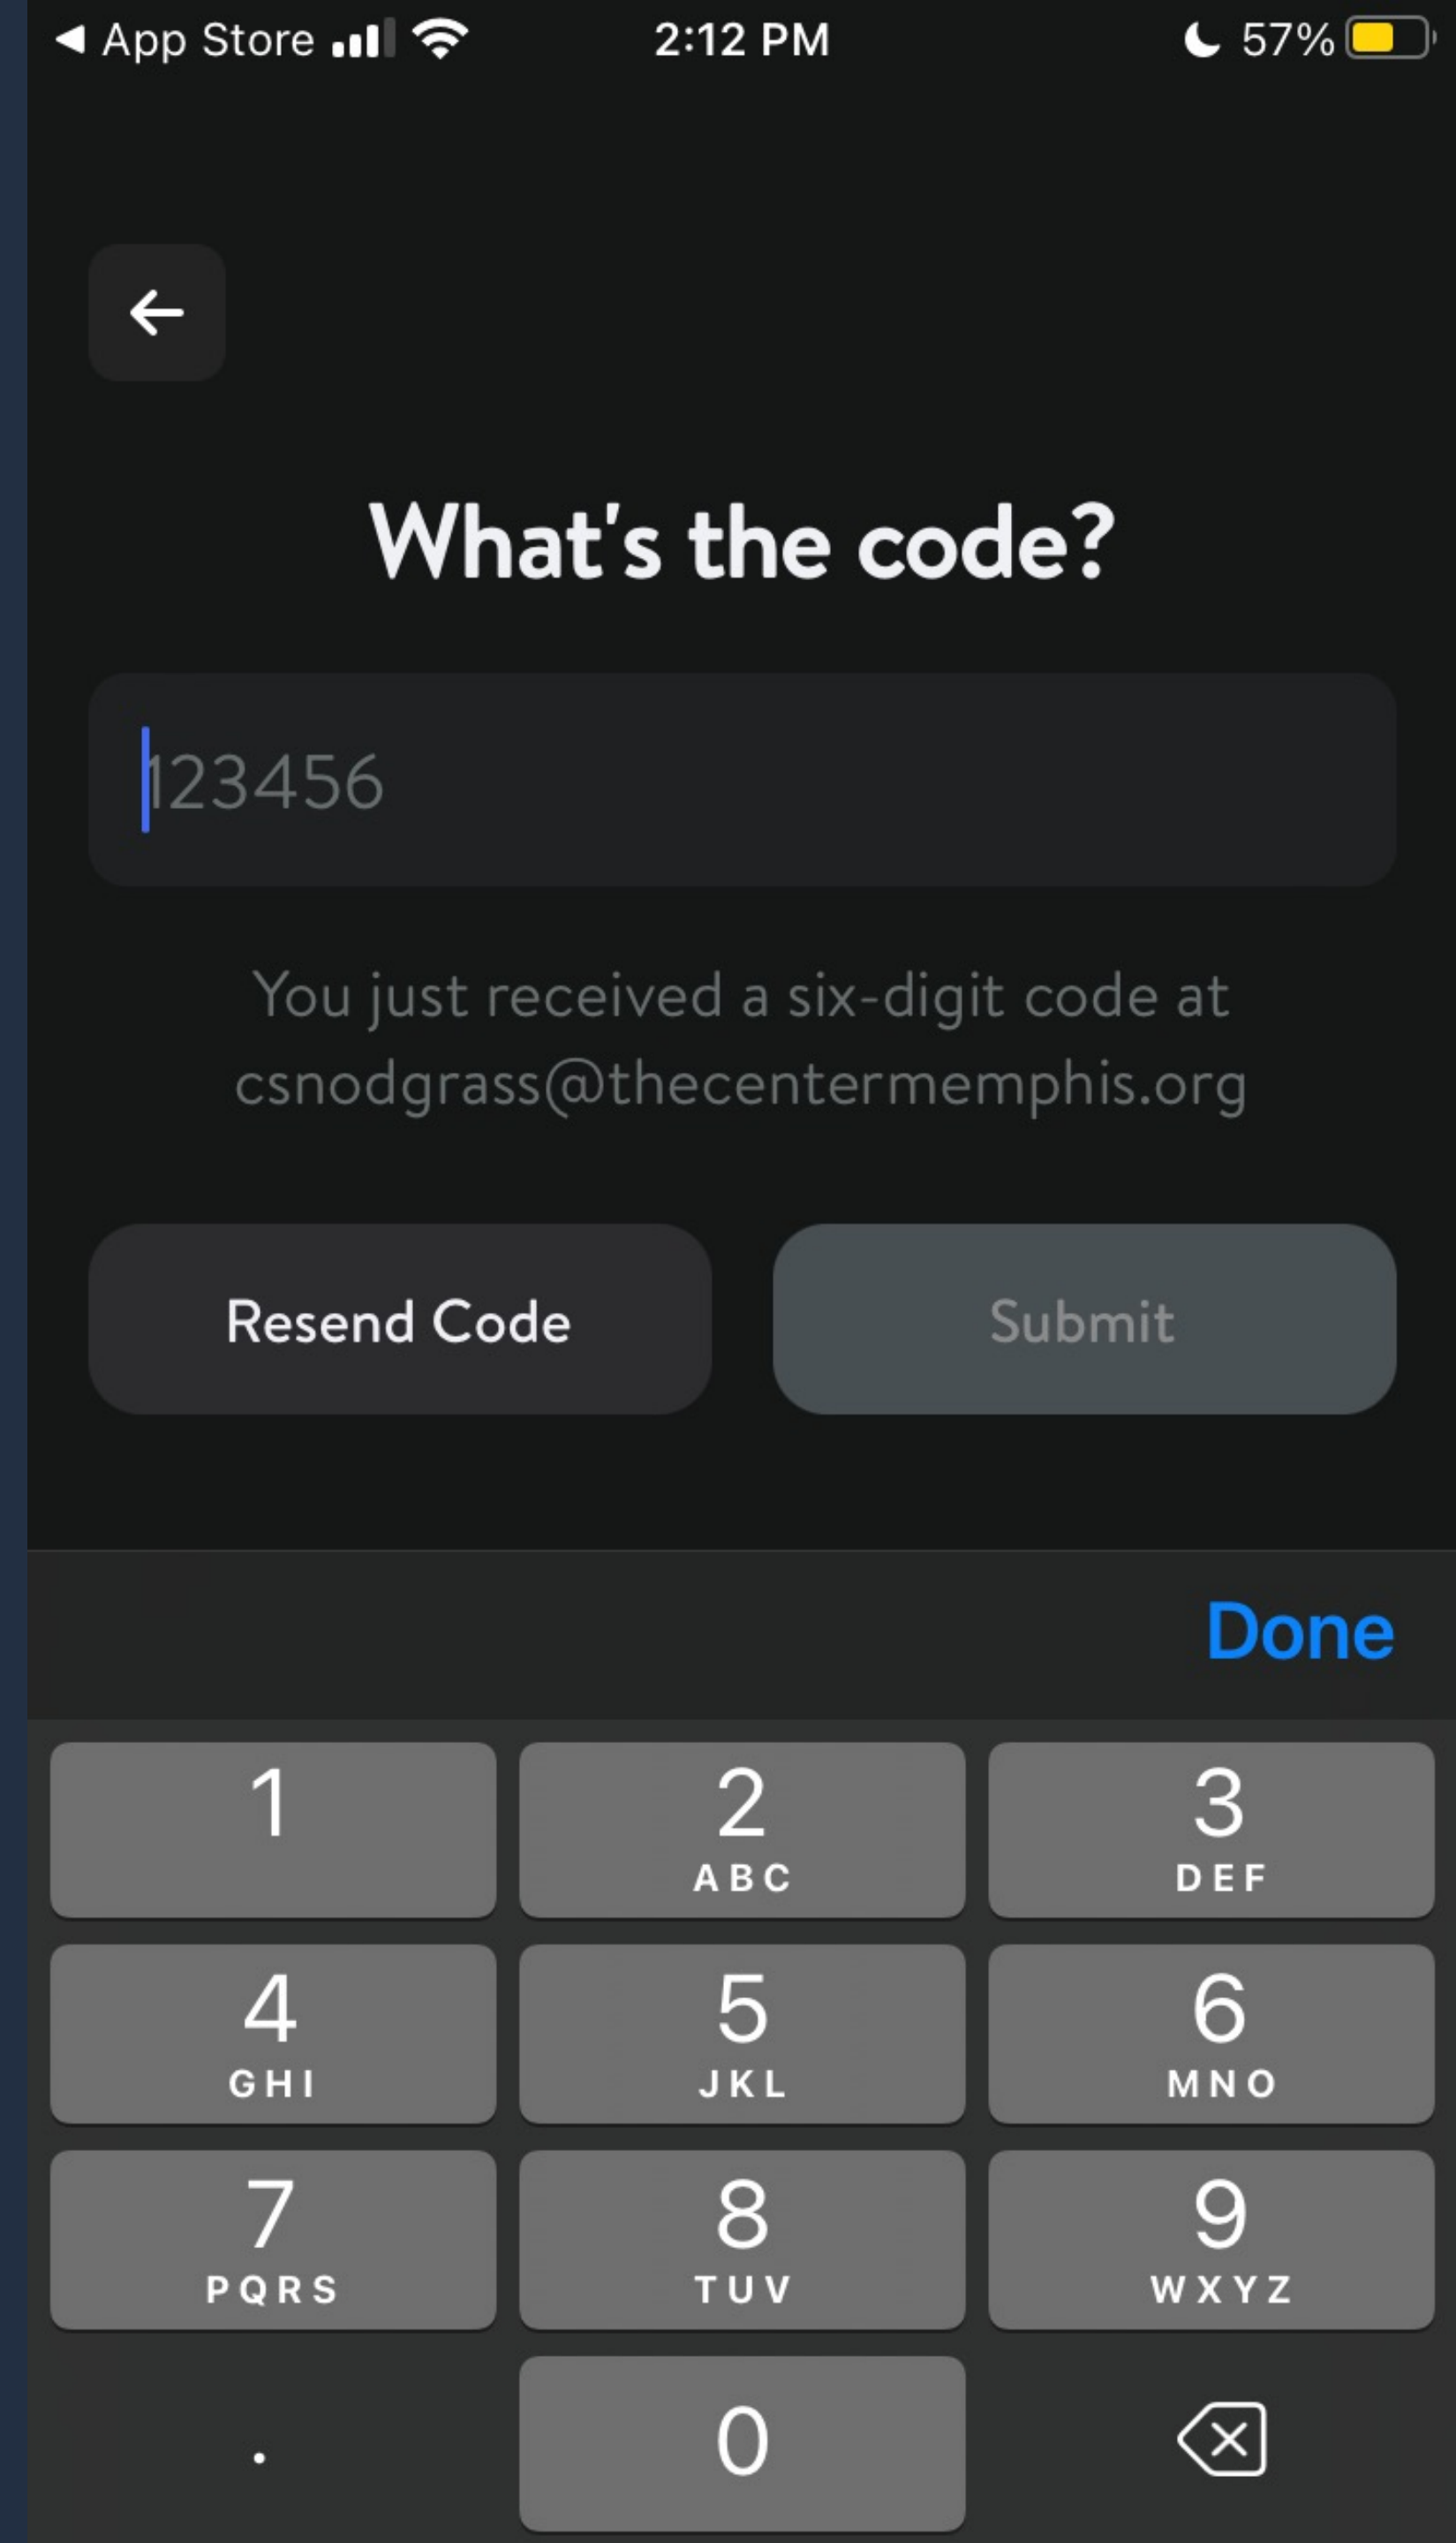 ◀ App Store 2:12 PM 57%
What's the code?
123456
You just received a six-digit code at
csnodgrass@thecentermemphis.org
Resend Code Submit
Done
1 2 3
ABC DEF
4 5 6
GHI JKL MNO
7 8 9
PQRS TUV WXYZ
. 0